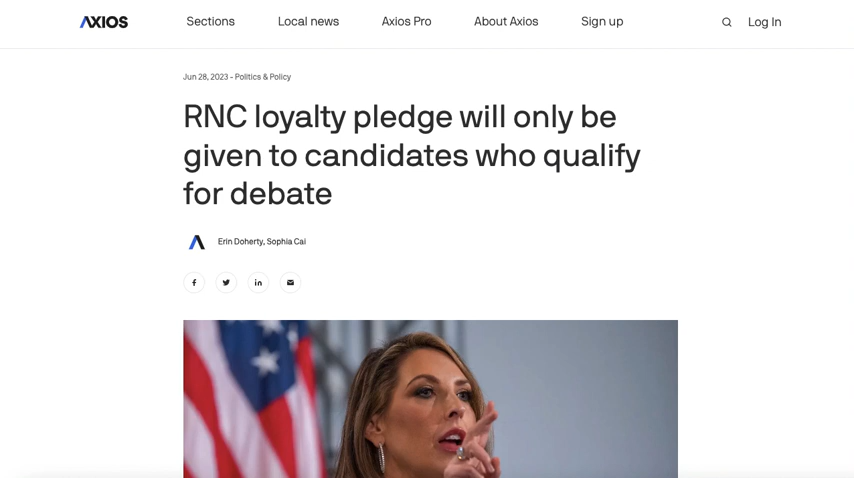 AXIOS Sections Local news Axios Pro About Axios Sign up Log In
Jun 28, 2023 - Politics & Policy
RNC loyalty pledge will only be
given to candidates who qualify
for debate
Erin Doherty, Sophia Cai